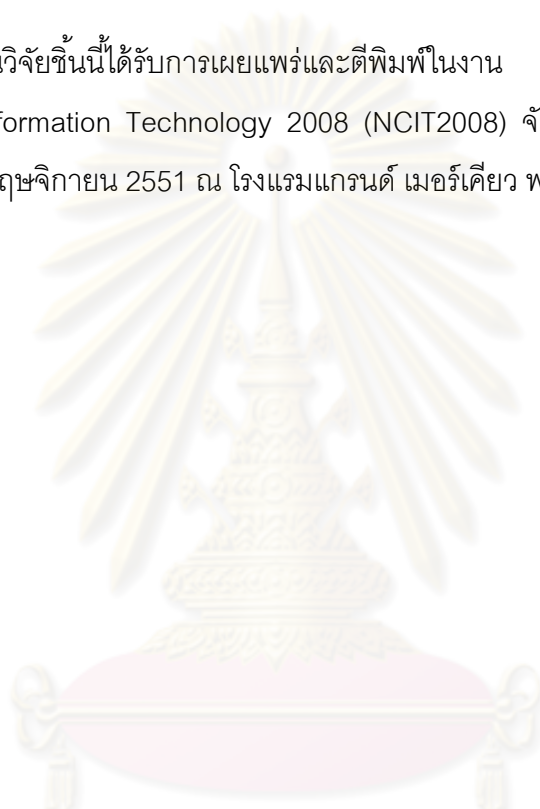 นวิจัยชิ้นนี้ได้รับการเผยแพร่และตีพิมพ์ในงาน
formation Technology 2008 (NCIT2008) จั
ฤษจิกายน 2551 ณ โรงแรมแกรนด์ เมอร์เคียว พ